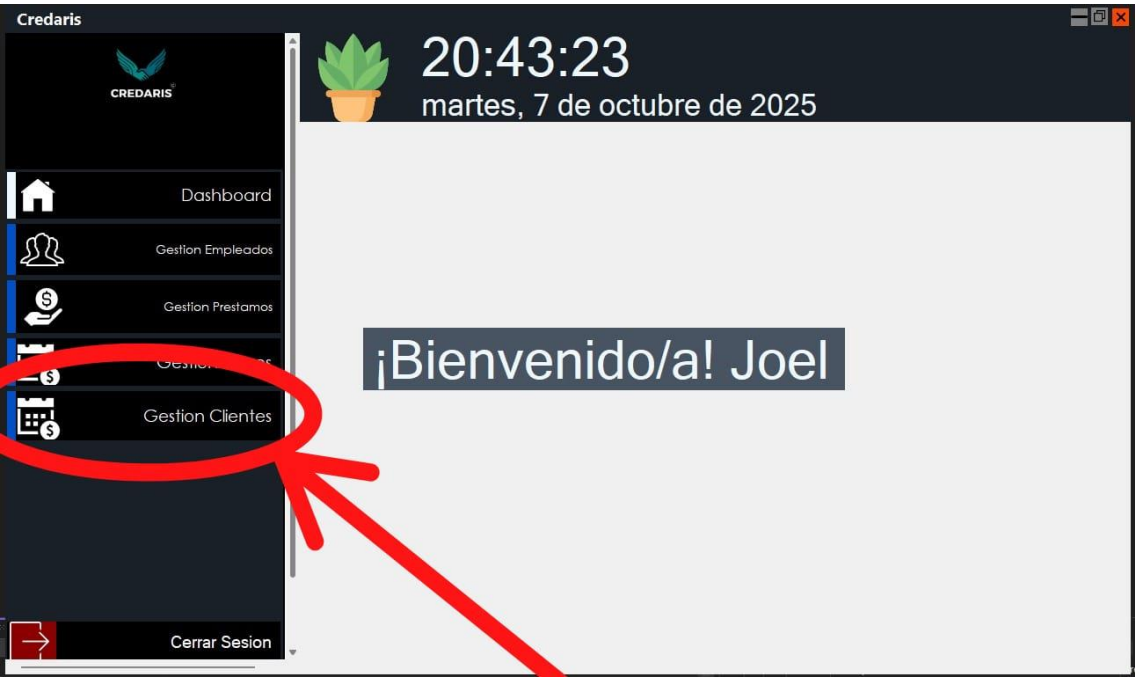 Credaris
CREDARIS
20:43:23
martes, 7 de octubre de 2025
Dashboard
Gestion Empleados
Gestion Prestamos
¡Bienvenido/a! Joel
Gestion Clientes
Cerrar Sesion